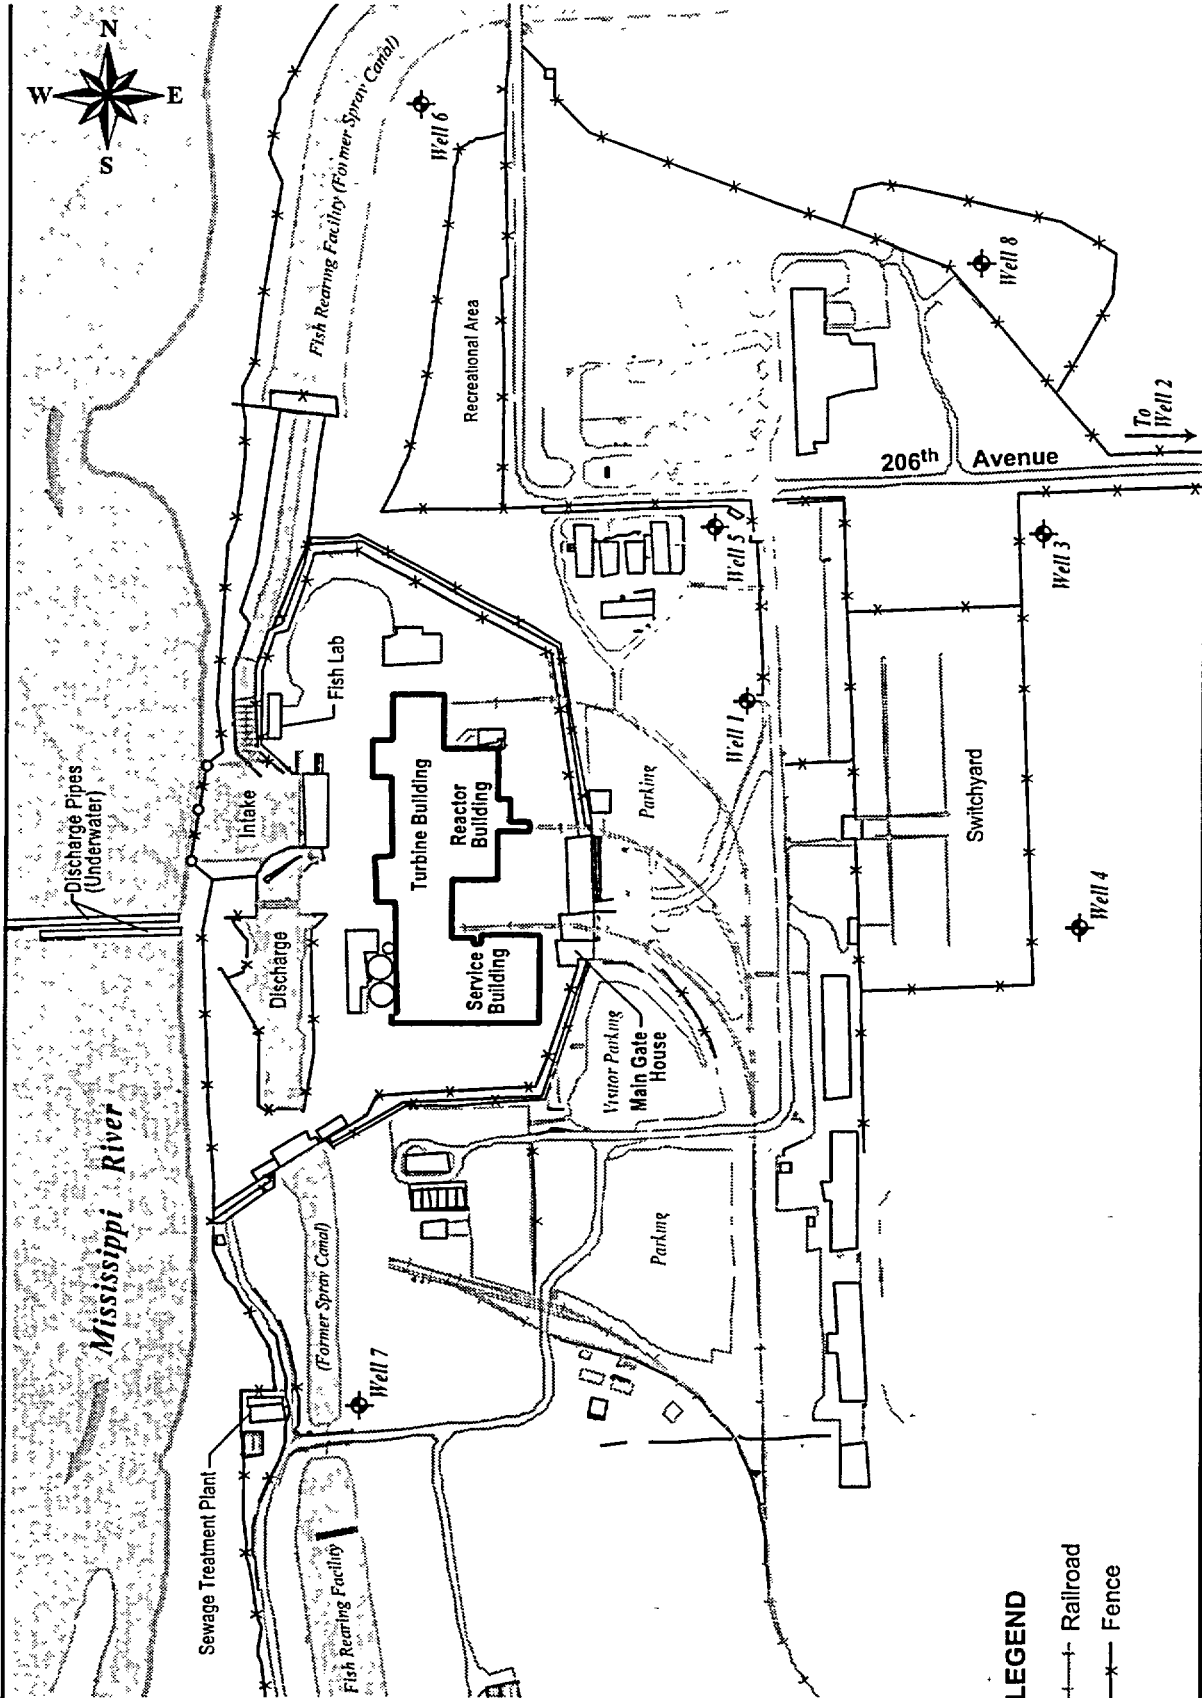 N
W
E
S
Mississippi River
Discharge Pipes
(Underwater)
Fish Rearing Facility (Former Spray Canal)
Well 6
Recreational Area
Well 8
To
Well 2
206th Avenue
Well 5
Well 3
Fish Lab
Intake
Well 1
Turbine Building
Reactor
Building
Parking
Switchyard
Discharge
Well 4
Service
Building
Visitor Parking
Main Gate
House
(Former Spray Canal)
Parking
Well 7
Sewage Treatment Plant
Fish Rearing Facility
LEGEND
Railroad
Fence